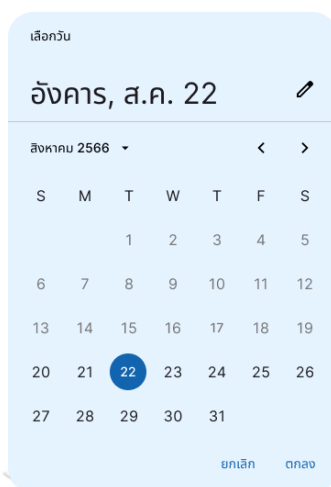 เลือกวัน
อังคาร, ส.ค. 22
สิงหาคม 2566
S M T W T F S
1 2 3 4 5
6 7 8 9 10 11 12
13 14 15 16 17 18 19
20 21 22 23 24 25 26
27 28 29 30 31
ยกเลิก ตกลง